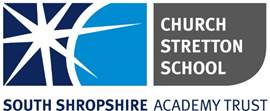 CHURCH
STRETTON
SCHOOL
SOUTH SHROPSHIRE ACADEMY TRUST